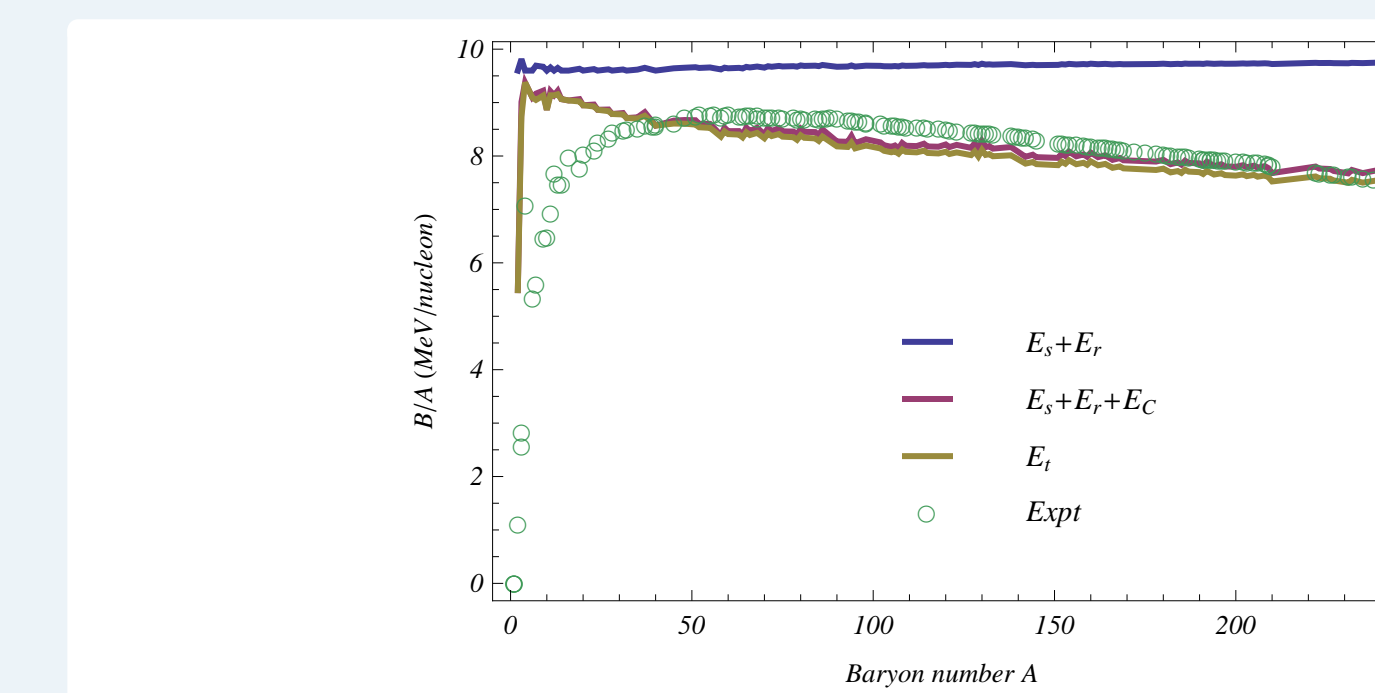 10
8
6
4
2
0
B/A (MeV/nucleon)
E_s+E_r
E_s+E_r+E_C
E_t
Expt
0 50 100 150 200
Baryon number A